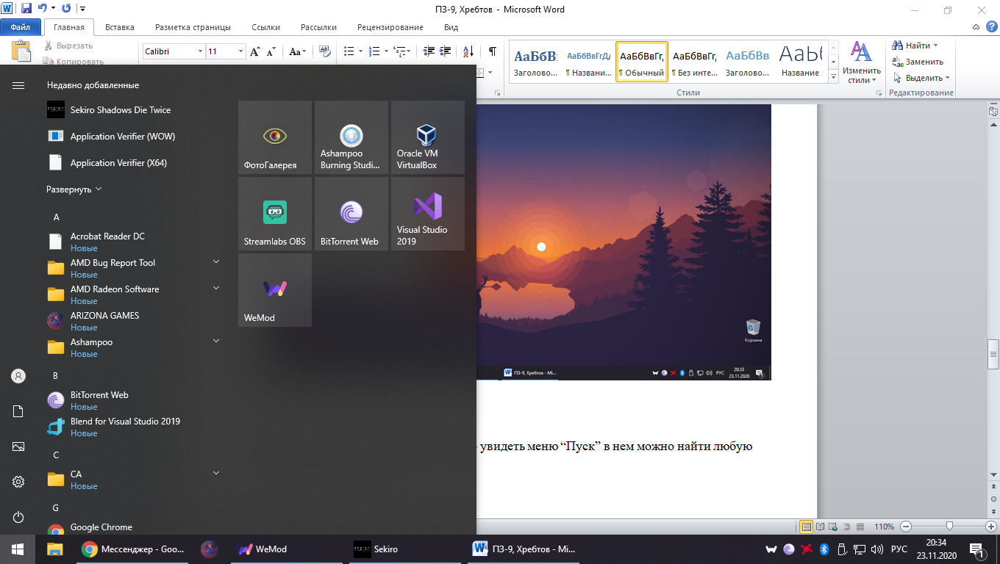 ПЗ-9, Хребтов - Microsoft Word
Файл
Главная
Вставка
Разметка страницы
Ссылки
Рассылки
Рецензирование
Вид
Вырезать
Копировать
Calibri
11
Aa
АаБбВ
Заголово...
АаБбВвГгДд
¶ Названи...
АаБбВвГг,
¶ Обычный
АаБбВвГг,
¶ Без инте...
АаБбВв
Заголово...
АаБб
Название
Изменить
стили
Найти
Заменить
Выделить
Стили
Редактирование
Недавно добавленные
Sekiro Shadows Die Twice
Application Verifier (WOW)
Application Verifier (X64)
Развернуть
A
Acrobat Reader DC
Новые
AMD Bug Report Tool
Новые
AMD Radeon Software
Новые
ARIZONA GAMES
Новые
Ashampoo
Новые
B
BitTorrent Web
Новые
Blend for Visual Studio 2019
Новые
C
CA
Новые
G
Google Chrome
ФотоГалерея
Ashampoo
Burning Studi...
Oracle VM
VirtualBox
Streamlabs OBS
BitTorrent Web
Visual Studio
2019
WeMod
Корзина
ПЗ-9, Хребтов - Mi...
РУС
20:33
23.11.2020
увидеть меню “Пуск” в нем можно найти любую
110%
Мессенджер - Goo...
WeMod
Sekiro
ПЗ-9, Хребтов - Mi...
РУС
20:34
23.11.2020
1